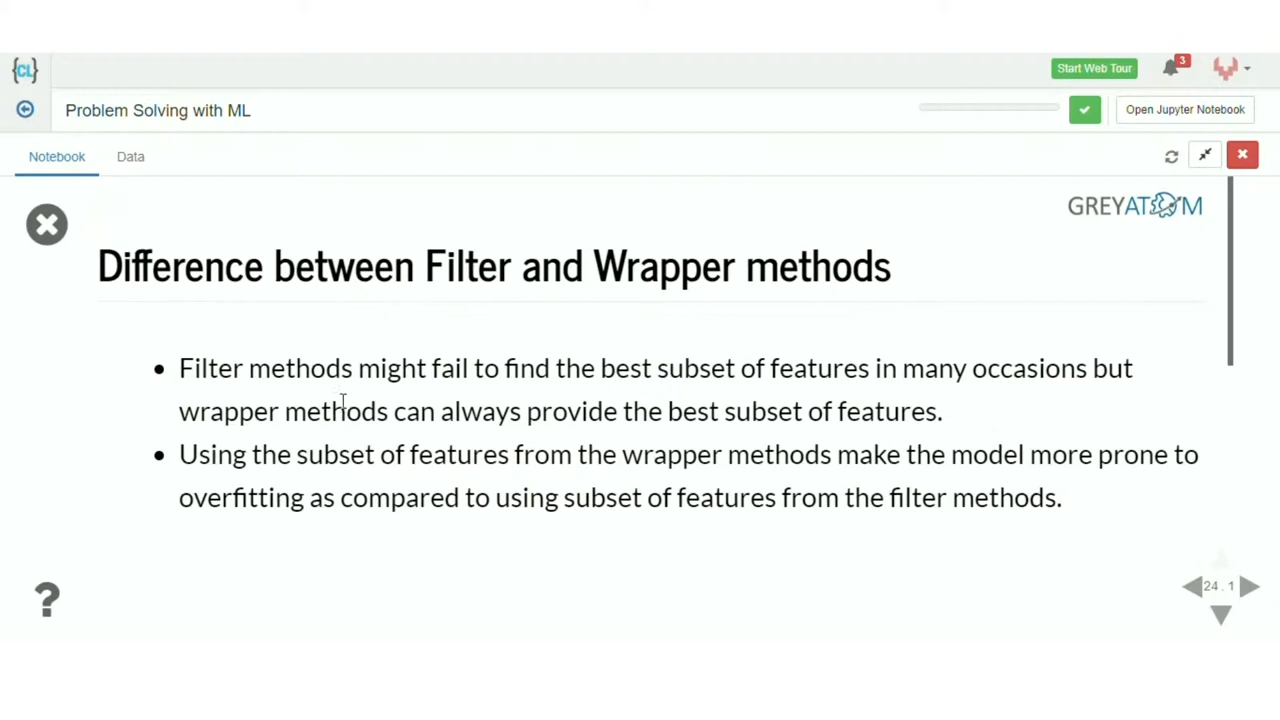 {CL}
Start Web Tour
3
Problem Solving with ML
Open Jupyter Notebook
Notebook
Data
GREYATOM
Difference between Filter and Wrapper methods
Filter methods might fail to find the best subset of features in many occasions but
wrapper methods can always provide the best subset of features.
Using the subset of features from the wrapper methods make the model more prone to
overfitting as compared to using subset of features from the filter methods.
?
24.1